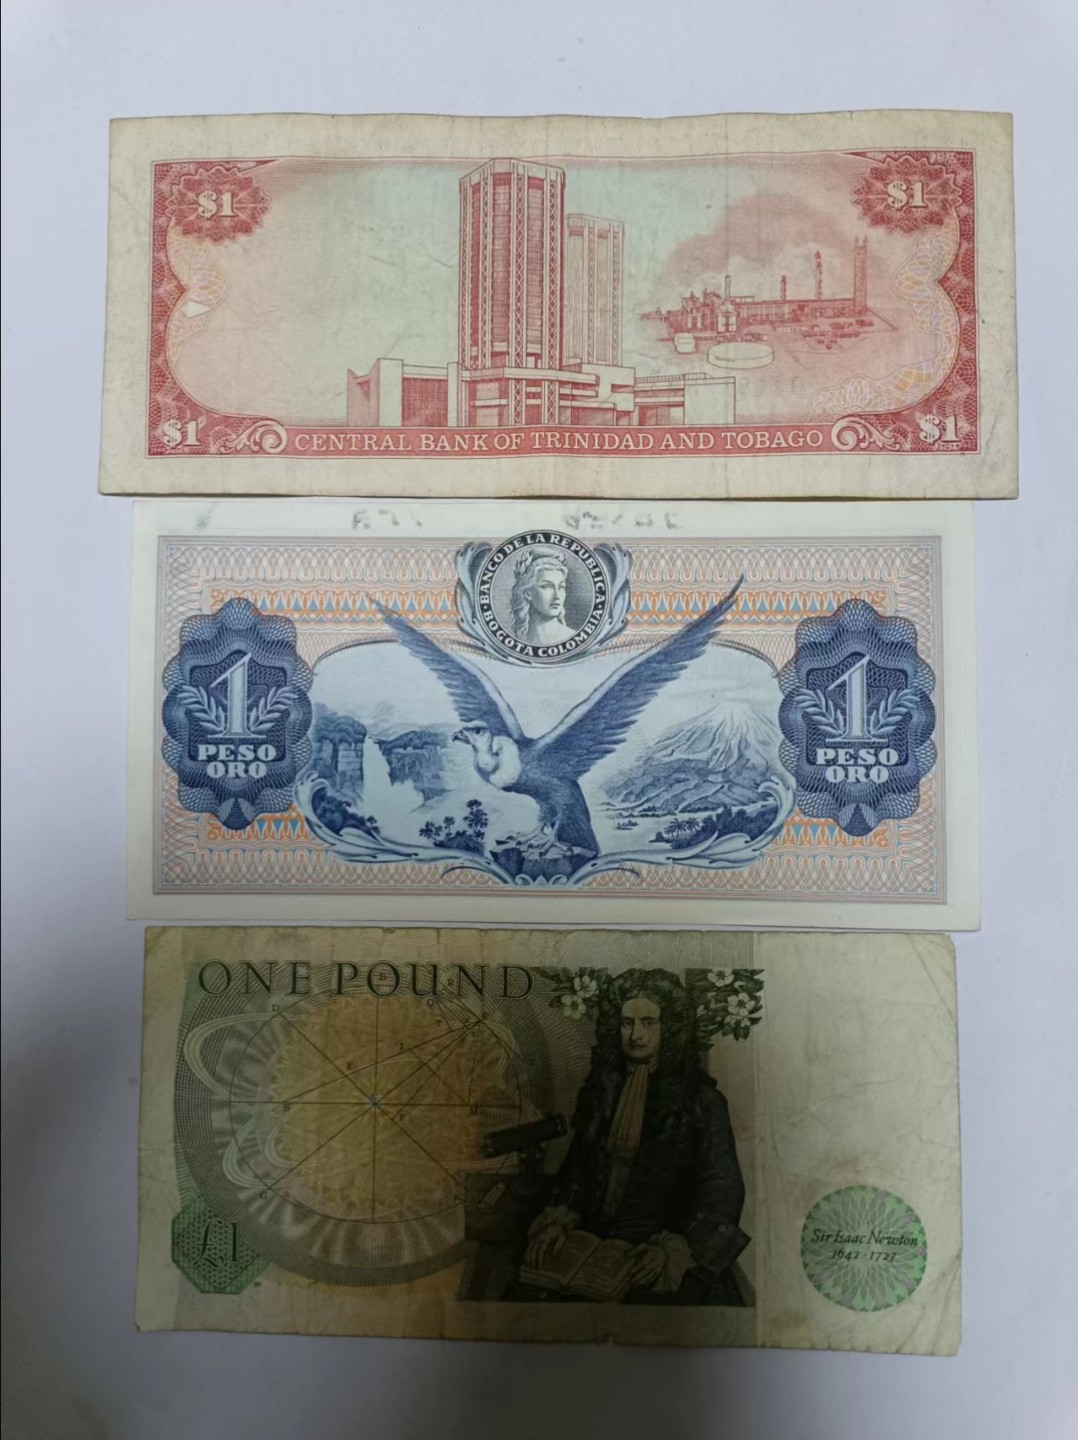 $1
$1
$1
CENTRAL BANK OF TRINIDAD AND TOBAGO
$1
BANCO DE LA REPUBLICA
BOGOTA COLOMBIA
1
PESO
ORO
1
PESO
ORO
ONE POUND
£1
Sir Isaac Newton
1642 · 1727